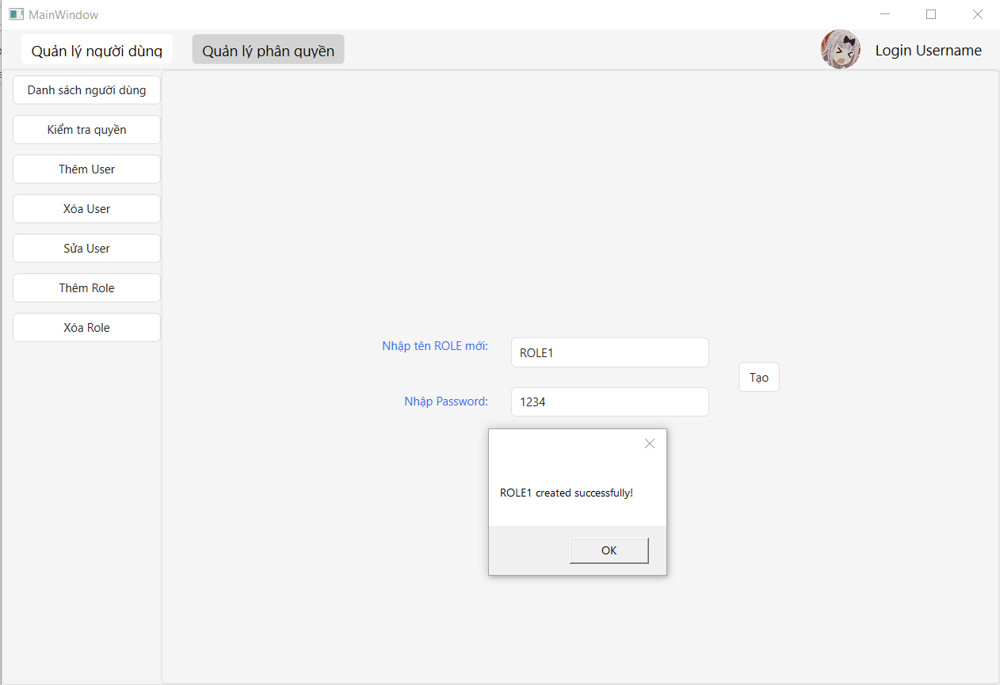 MainWindow
Quản lý người dùng
Quản lý phân quyền
Login Username
Danh sách người dùng
Kiểm tra quyền
Thêm User
Xóa User
Sửa User
Thêm Role
Xóa Role
Nhập tên ROLE mới:
ROLE1
Tạo
Nhập Password:
1234
ROLE1 created successfully!
OK